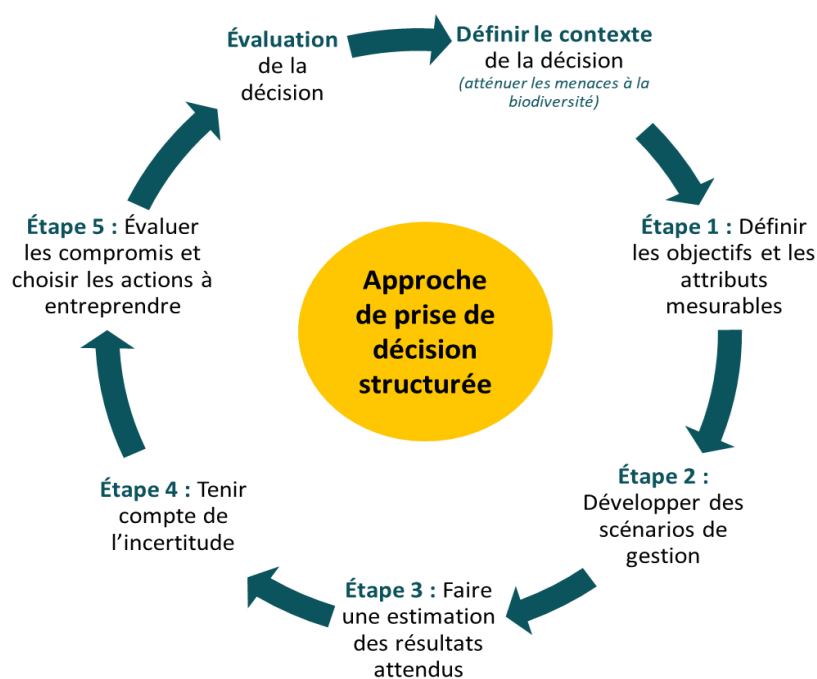 Évaluation
de la
décision
Définir le contexte
de la décision
(atténuer les menaces à la
biodiversité)
Étape 1 : Définir
les objectifs et les
attributs
mesurables
Étape 2 :
Développer des
scénarios de
gestion
Étape 3 : Faire
une estimation
des résultats
attendus
Étape 4 : Tenir
compte de
l’incertitude
Étape 5 : Évaluer
les compromis et
choisir les actions à
entreprendre
Approche
de prise de
décision
structurée